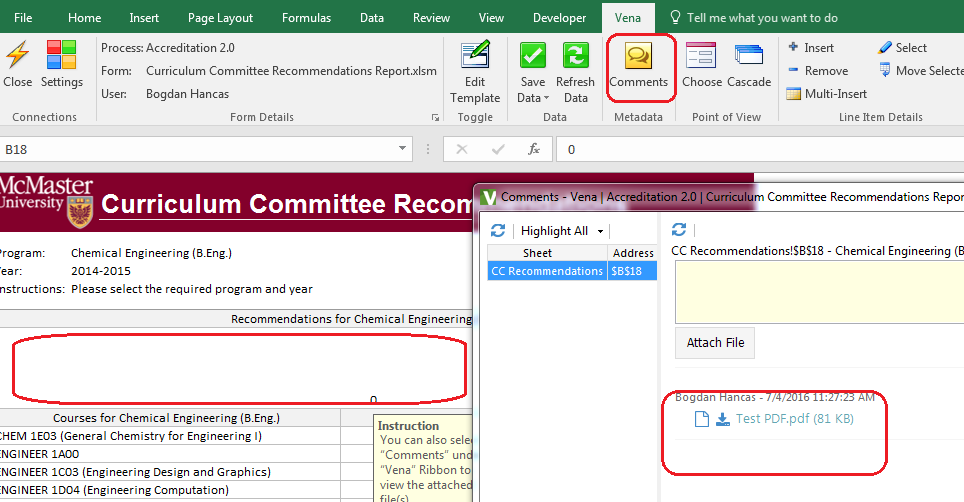 File Home Insert Page Layout Formulas Data Review View Developer Vena Tell me what you want to do
Process: Accreditation 2.0
Form: Curriculum Committee Recommendations Report.xlsm
User: Bogdan Hancas
Close Settings
Edit Template
Save Data
Refresh Data
Comments
Choose Cascade
Insert
Remove
Multi-Insert
Select
Move Selecte
Connections Form Details Toggle Data Metadata Point of View Line Item Details
B18 fx 0
McMaster
University
Curriculum Committee Recom
Program: Chemical Engineering (B.Eng.)
Year: 2014-2015
Instructions: Please select the required program and year
Recommendations for Chemical Engineering
0
Courses for Chemical Engineering (B.Eng.)
CHEM 1E03 (General Chemistry for Engineering I)
ENGINEER 1A00
ENGINEER 1C03 (Engineering Design and Graphics)
ENGINEER 1D04 (Engineering Computation)
Instruction
You can also sele
"Comments" und
"Vena" Ribbon to
view the attached
file(s).
Comments - Vena | Accreditation 2.0 | Curriculum Committee Recommendations Repor
Highlight All
Sheet Address
CC Recommendations $B$18
CC Recommendations!$B$18 - Chemical Engineering (B
Attach File
Bogdan Hancas - 7/4/2016 11:27:23 AM
Test PDF.pdf (81 KB)